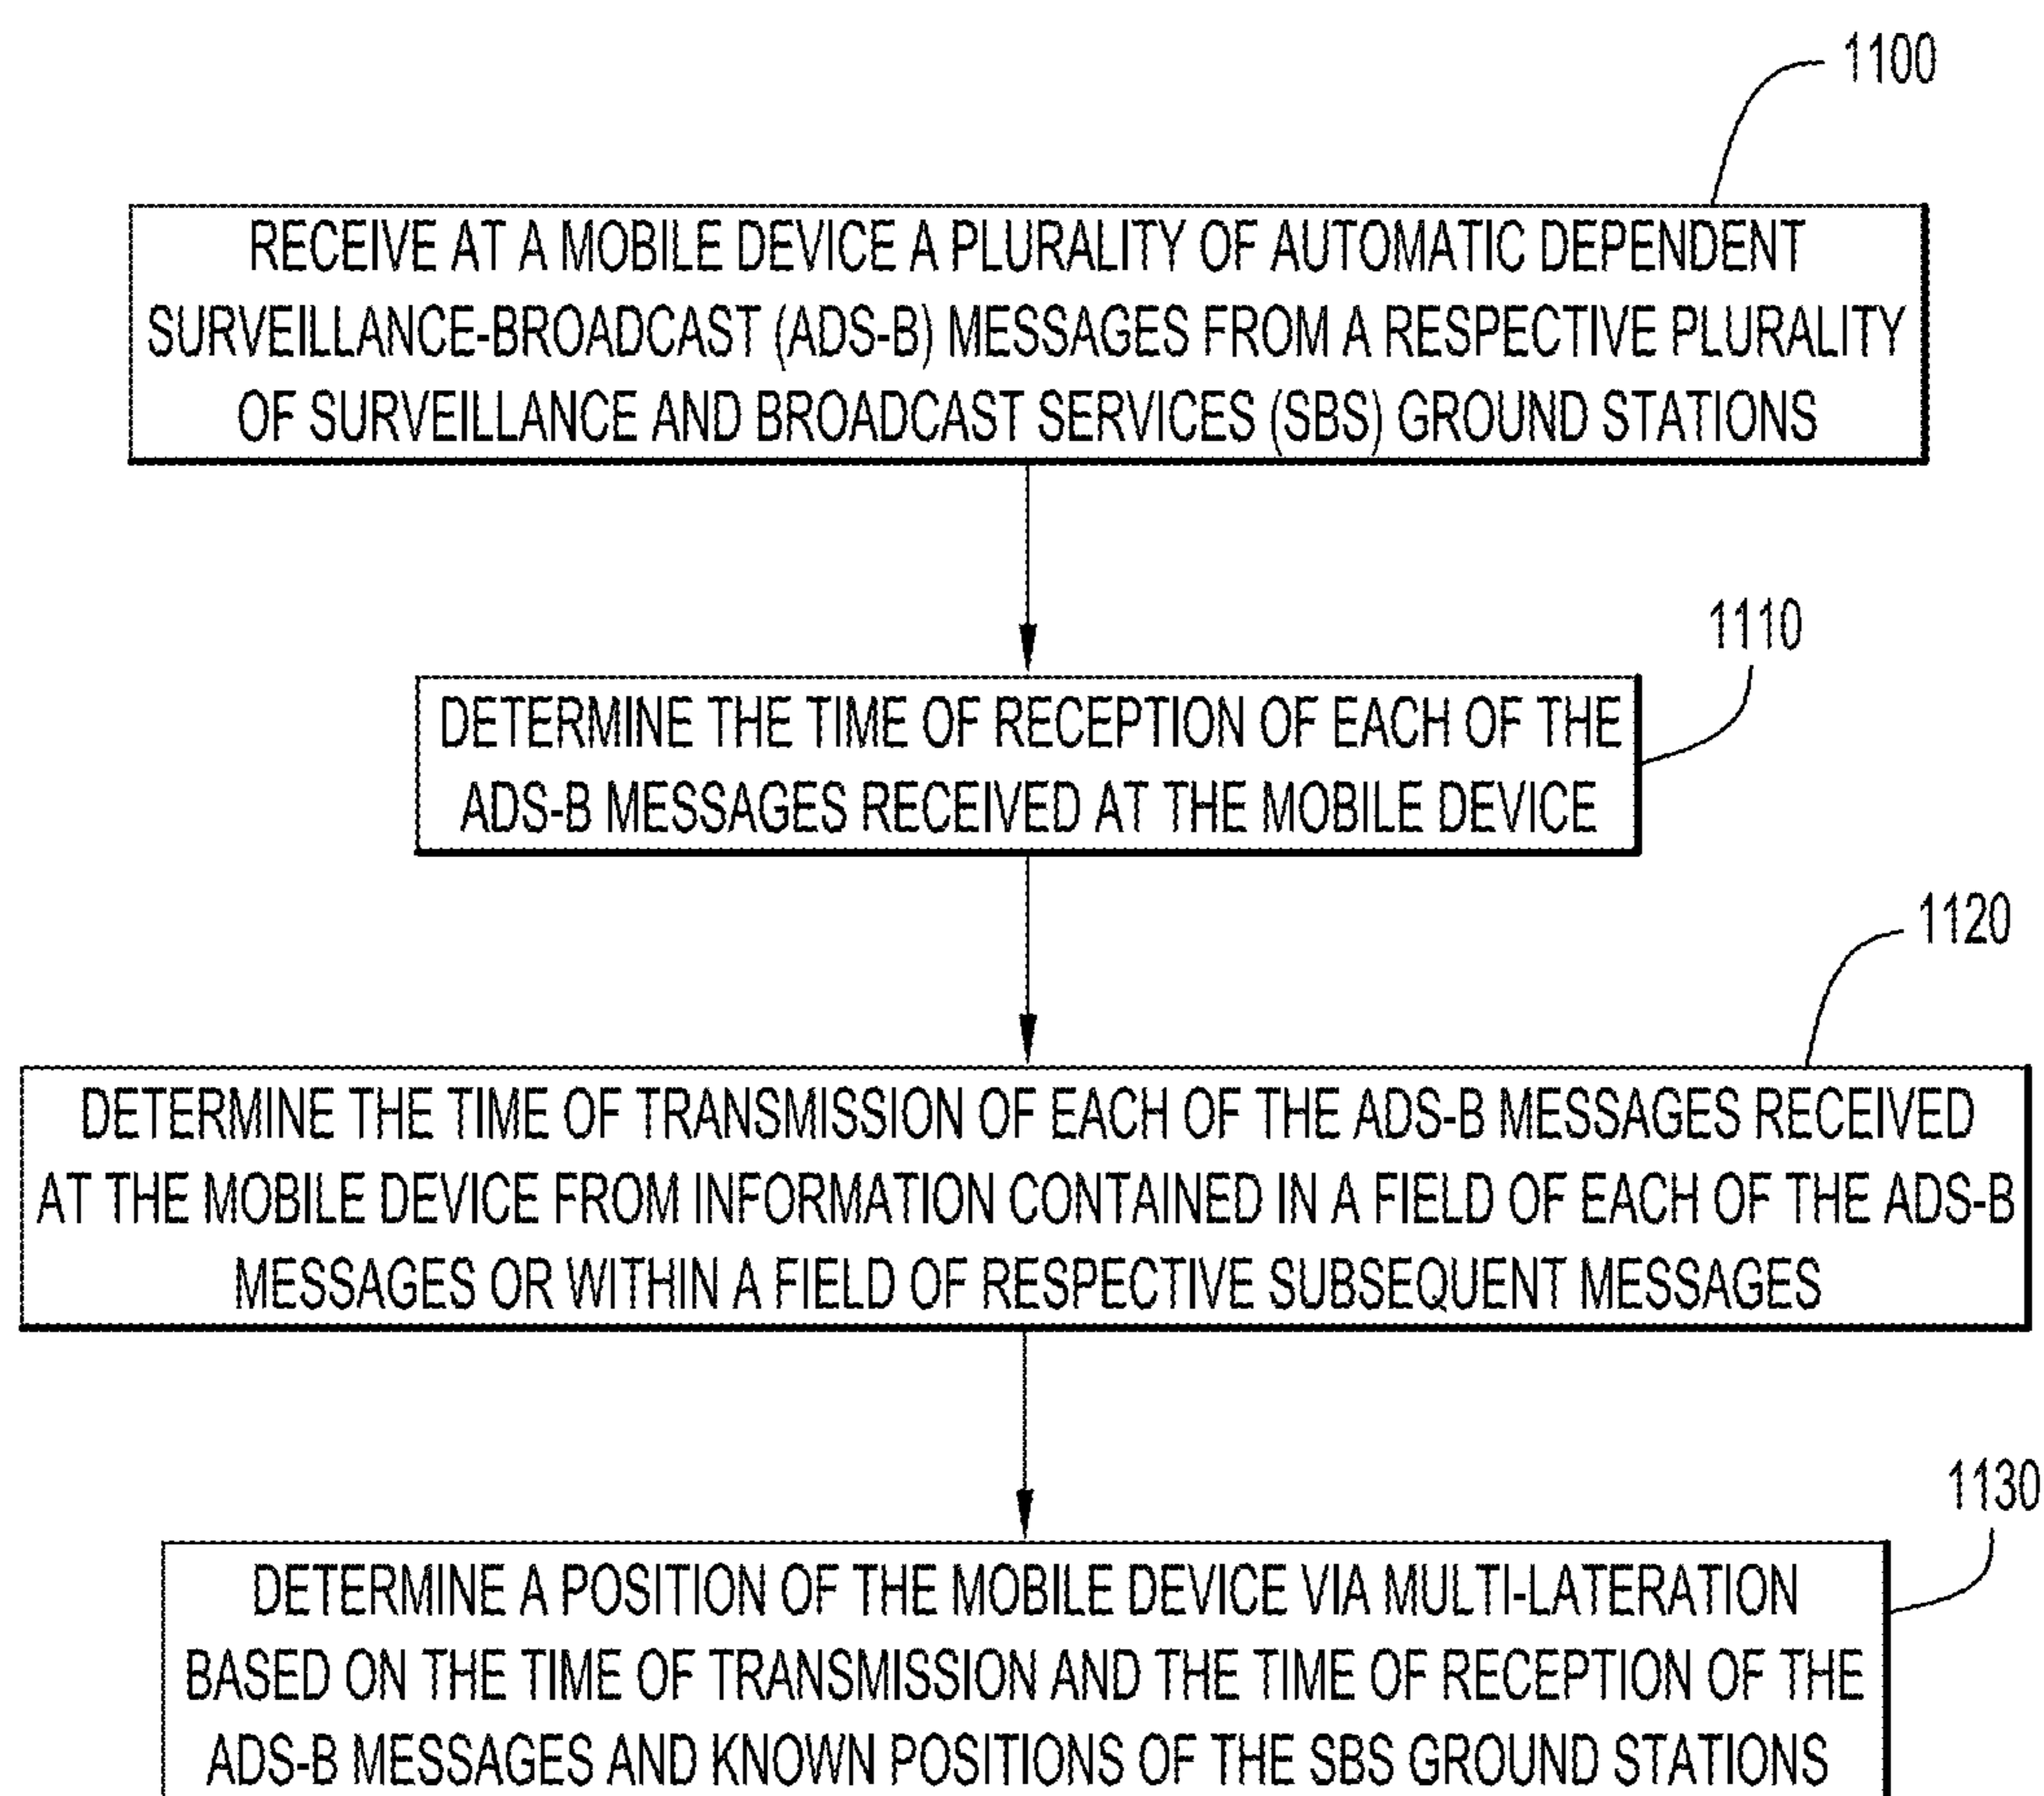 1100
RECEIVE AT A MOBILE DEVICE A PLURALITY OF AUTOMATIC DEPENDENT
SURVEILLANCE-BROADCAST (ADS-B) MESSAGES FROM A RESPECTIVE PLURALITY
OF SURVEILLANCE AND BROADCAST SERVICES (SBS) GROUND STATIONS
1110
DETERMINE THE TIME OF RECEPTION OF EACH OF THE
ADS-B MESSAGES RECEIVED AT THE MOBILE DEVICE
1120
DETERMINE THE TIME OF TRANSMISSION OF EACH OF THE ADS-B MESSAGES RECEIVED
AT THE MOBILE DEVICE FROM INFORMATION CONTAINED IN A FIELD OF EACH OF THE ADS-B
MESSAGES OR WITHIN A FIELD OF RESPECTIVE SUBSEQUENT MESSAGES
1130
DETERMINE A POSITION OF THE MOBILE DEVICE VIA MULTI-LATERATION
BASED ON THE TIME OF TRANSMISSION AND THE TIME OF RECEPTION OF THE
ADS-B MESSAGES AND KNOWN POSITIONS OF THE SBS GROUND STATIONS